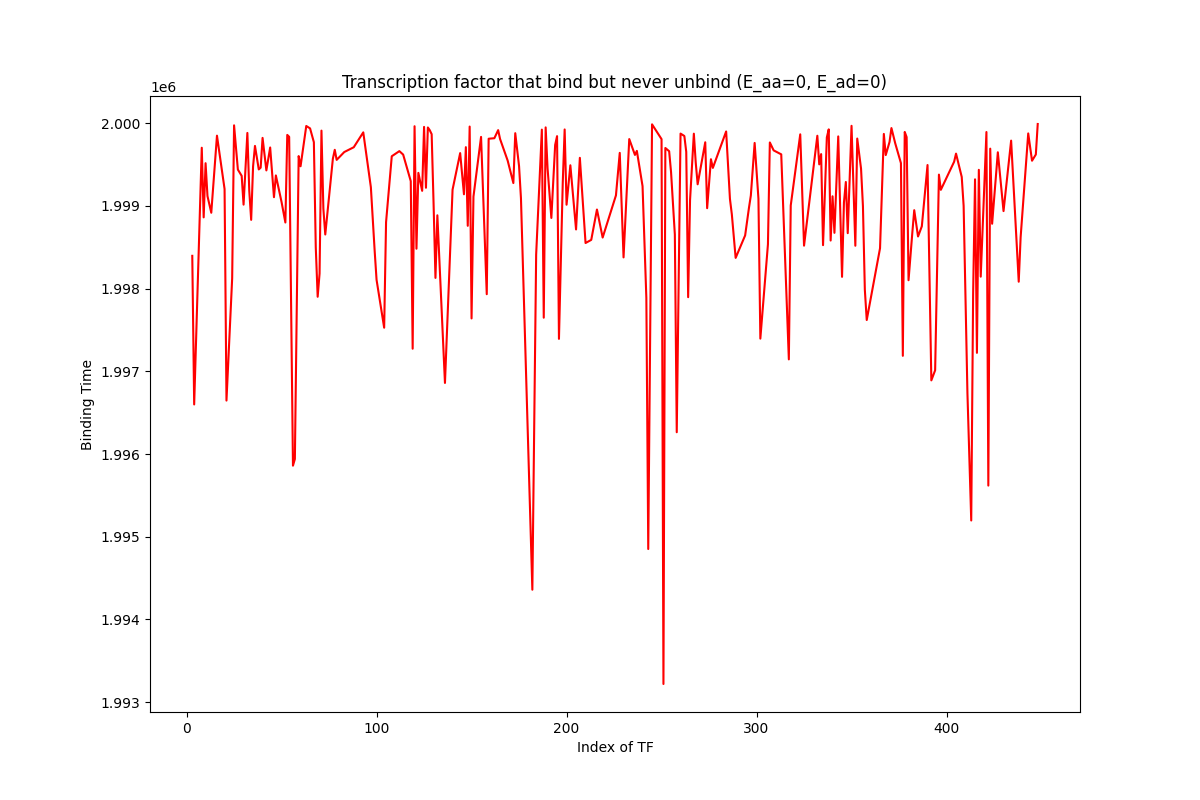 Transcription factor that bind but never unbind (E_aa=0, E_ad=0)
1e6
2.000
1.999
1.998
1.997
1.996
1.995
1.994
1.993
Binding Time
0 100 200 300 400
Index of TF